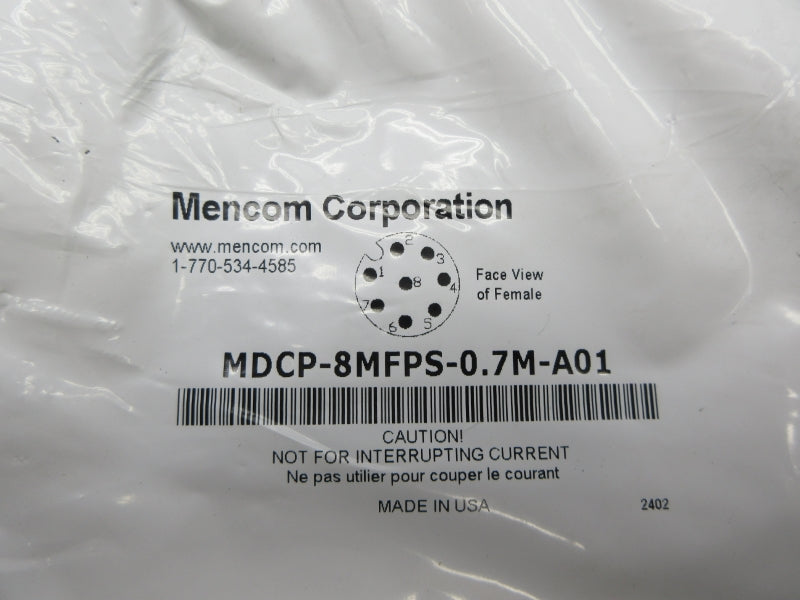 Mencom Corporation
www.mencom.com
1-770-534-4585
2
3
1
8
4
7
6
5
Face View
of Female
MDCP-8MFPS-0.7M-A01
CAUTION!
NOT FOR INTERRUPTING CURRENT
Ne pas utilier pour couper le courant
MADE IN USA
2402